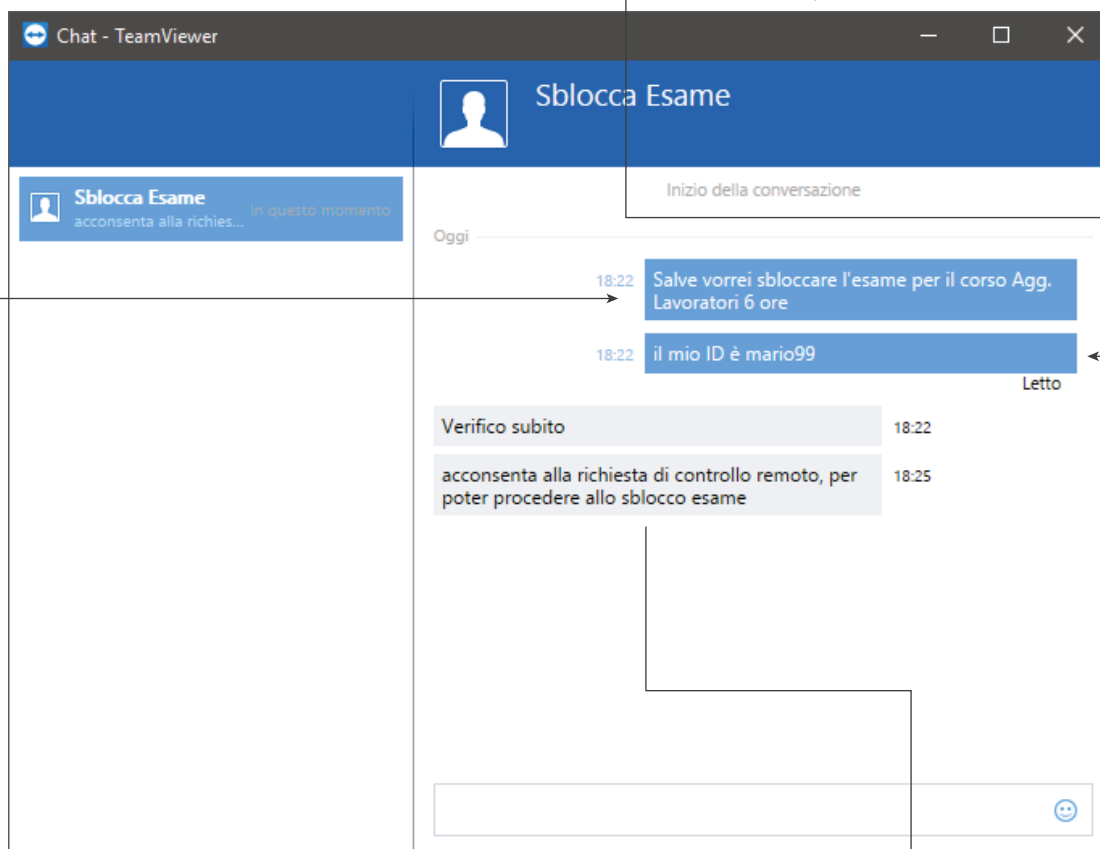 Chat - TeamViewer
Sblocca Esame
Sblocca Esame
acconsenta alla richies...
In questo momento
Inizio della conversazione
Oggi
18:22
Salve vorrei sbloccare l'esame per il corso Agg.
Lavoratori 6 ore
18:22
il mio ID è mario99
Letto
Verifico subito
18:22
acconsenta alla richiesta di controllo remoto, per
poter procedere allo sblocco esame
18:25